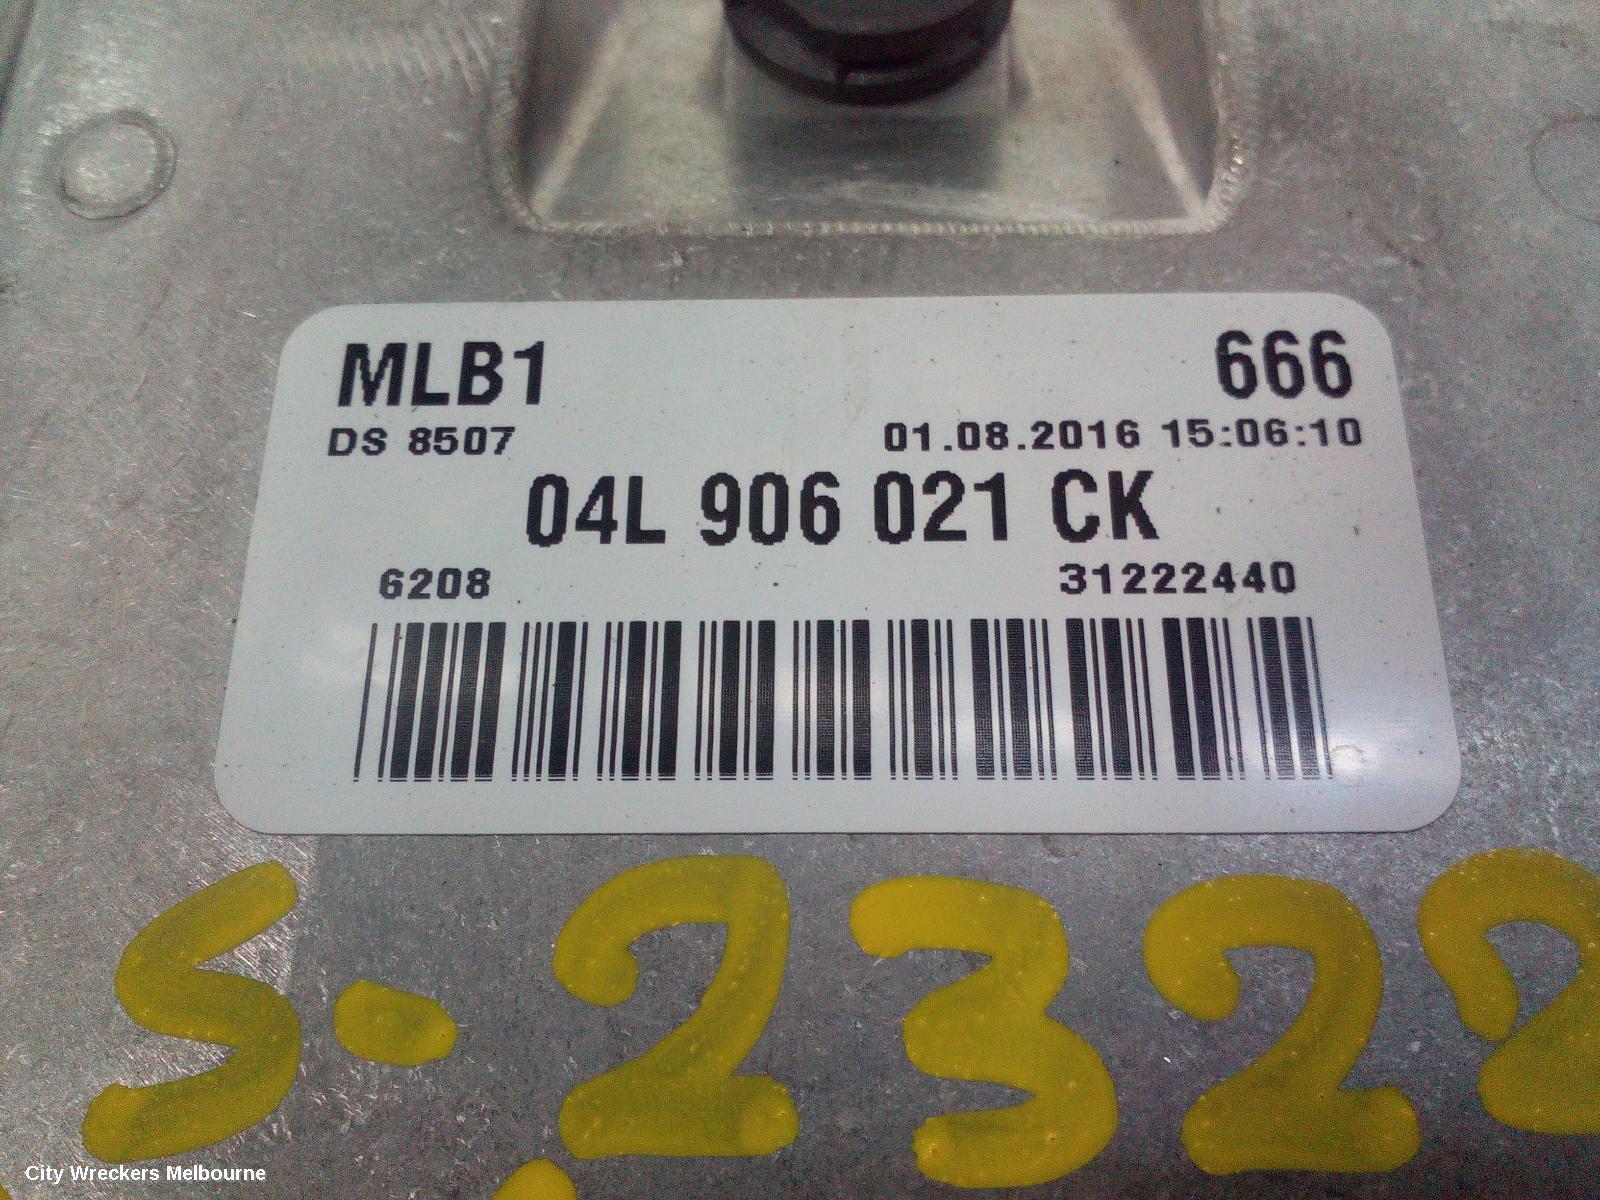 MLB1 666
DS 8507 01.08.2016 15:06:10
04L 906 021 CK
6208 31222440
S-2322
City Wreckers Melbourne